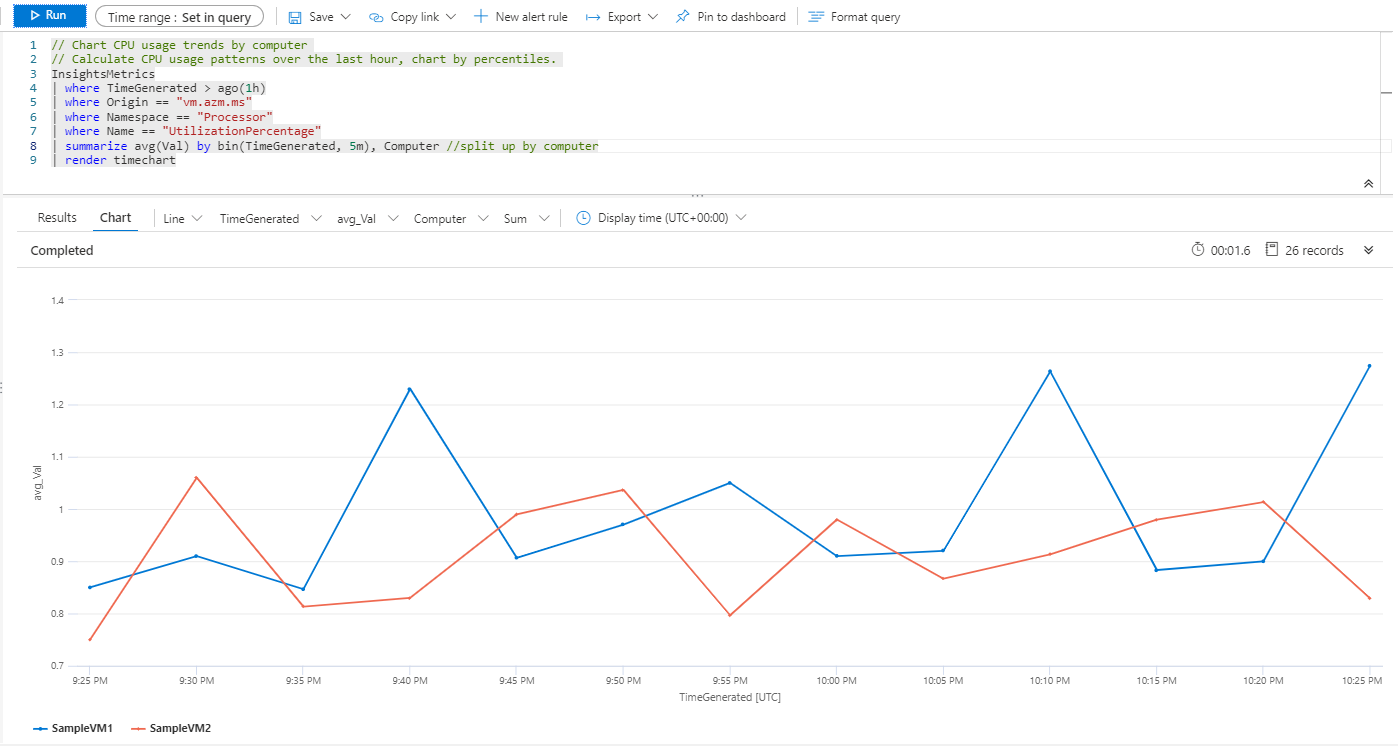 Run Time range : Set in query Save Copy link New alert rule Export Pin to dashboard Format query
1 // Chart CPU usage trends by computer
2 // Calculate CPU usage patterns over the last hour, chart by percentiles.
3 InsightsMetrics
4 | where TimeGenerated > ago(1h)
5 | where Origin == "vm.azm.ms"
6 | where Namespace == "Processor"
7 | where Name == "UtilizationPercentage"
8 | summarize avg(Val) by bin(TimeGenerated, 5m), Computer //split up by computer
9 | render timechart
Results Chart Line TimeGenerated avg_Val Computer Sum Display time (UTC+00:00)
Completed 00:01.6 26 records
1.4
1.3
1.2
1.1
1
0.9
0.8
0.7
avg_Val
9:25 PM 9:30 PM 9:35 PM 9:40 PM 9:45 PM 9:50 PM 9:55 PM 10:00 PM 10:05 PM 10:10 PM 10:15 PM 10:20 PM 10:25 PM
TimeGenerated [UTC]
SampleVM1 SampleVM2